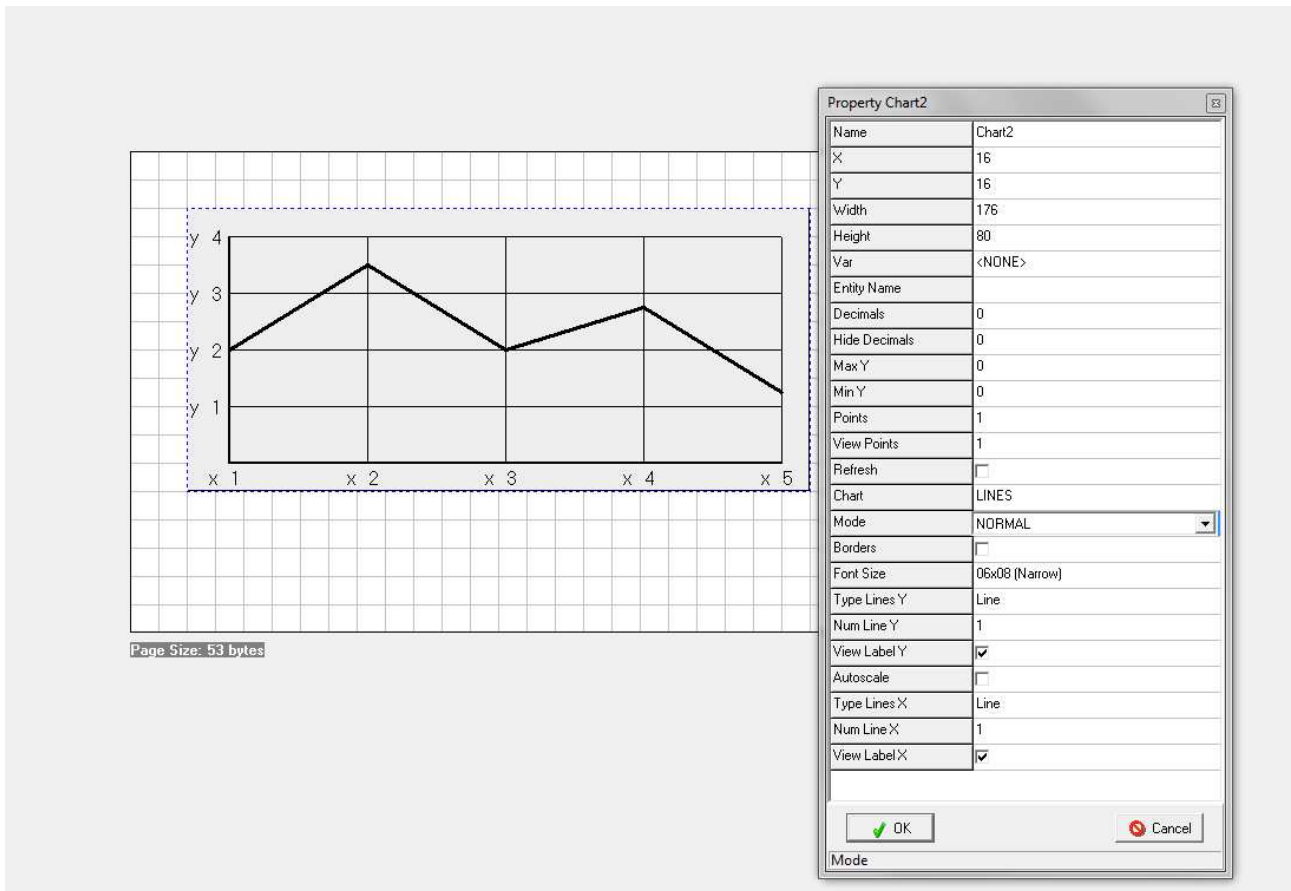 Property Chart2
Name Chart2
X 16
Y 16
Width 176
Height 80
Var <NONE>
Entity Name
Decimals 0
Hide Decimals 0
Max Y 0
Min Y 0
Points 1
View Points 1
Refresh
Chart LINES
Mode NORMAL
Borders
Font Size 06x08 (Narrow)
Type Lines Y Line
Num Line Y 1
View Label Y
Autoscale
Type Lines X Line
Num Line X 1
View Label X
OK Cancel
Mode
y 4
y 3
y 2
y 1
x 1 x 2 x 3 x 4 x 5
Page Size: 53 bytes